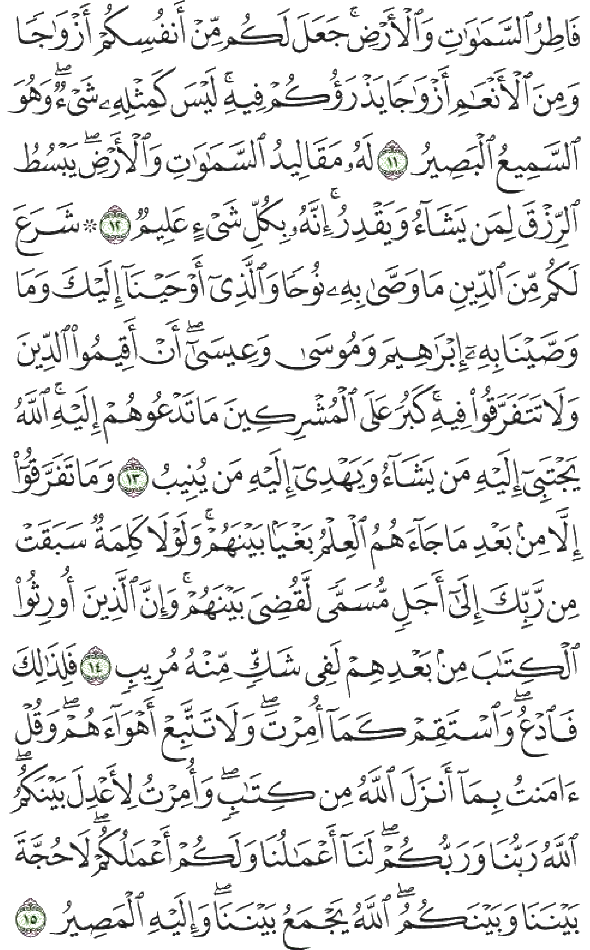 فَاطِرُ ٱلسَّمَٰوَٰتِ وَٱلْأَرْضِ ۚ جَعَلَ لَكُم مِّنْ أَنفُسِكُمْ أَزْوَٰجًا
وَمِنَ ٱلْأَنْعَٰمِ أَزْوَٰجًا يَذْرَؤُكُمْ فِيهِ ۚ لَيْسَ كَمِثْلِهِۦ شَىْءٌ ۖ وَهُوَ
ٱلسَّمِيعُ ٱلْبَصِيرُ ١١ لَهُۥ مَقَالِيدُ ٱلسَّمَٰوَٰتِ وَٱلْأَرْضِ ۖ يَبْسُطُ
ٱلرِّزْقَ لِمَن يَشَآءُ وَيَقْدِرُ ۚ إِنَّهُۥ بِكُلِّ شَىْءٍ عَلِيمٌ ١٢ ۞ شَرَعَ
لَكُم مِّنَ ٱلدِّينِ مَا وَصَّىٰ بِهِۦ نُوحًا وَٱلَّذِىٓ أَوْحَيْنَآ إِلَيْكَ وَمَا
وَصَّيْنَا بِهِۦٓ إِبْرَٰهِيمَ وَمُوسَىٰ وَعِيسَىٰٓ ۖ أَنْ أَقِيمُوا۟ ٱلدِّينَ
وَلَا تَتَفَرَّقُوا۟ فِيهِ ۚ كَبُرَ عَلَى ٱلْمُشْرِكِينَ مَا تَدْعُوهُمْ إِلَيْهِ ۚ ٱللَّهُ
يَجْتَبِىٓ إِلَيْهِ مَن يَشَآءُ وَيَهْدِىٓ إِلَيْهِ مَن يُنِيبُ ١٣ وَمَا تَفَرَّقُوٓا۟
إِلَّا مِنۢ بَعْدِ مَا جَآءَهُمُ ٱلْعِلْمُ بَغْيًۢا بَيْنَهُمْ ۚ وَلَوْلَا كَلِمَةٌ سَبَقَتْ
مِن رَّبِّكَ إِلَىٰٓ أَجَلٍ مُّسَمًّى لَّقُضِىَ بَيْنَهُمْ ۚ وَإِنَّ ٱلَّذِينَ أُورِثُوا۟
ٱلْكِتَٰبَ مِنۢ بَعْدِهِمْ لَفِى شَكٍّ مِّنْهُ مُرِيبٍ ١٤ فَلِذَٰلِكَ
فَٱدْعُ ۖ وَٱسْتَقِمْ كَمَآ أُمِرْتَ ۖ وَلَا تَتَّبِعْ أَهْوَآءَهُمْ ۖ وَقُلْ
ءَامَنتُ بِمَآ أَنزَلَ ٱللَّهُ مِن كِتَٰبٍ ۖ وَأُمِرْتُ لِأَعْدِلَ بَيْنَكُمُ ۖ
ٱللَّهُ رَبُّنَا وَرَبُّكُمْ ۖ لَنَآ أَعْمَٰلُنَا وَلَكُمْ أَعْمَٰلُكُمْ ۖ لَا حُجَّةَ
بَيْنَنَا وَبَيْنَكُمُ ۖ ٱللَّهُ يَجْمَعُ بَيْنَنَا ۖ وَإِلَيْهِ ٱلْمَصِيرُ ١٥